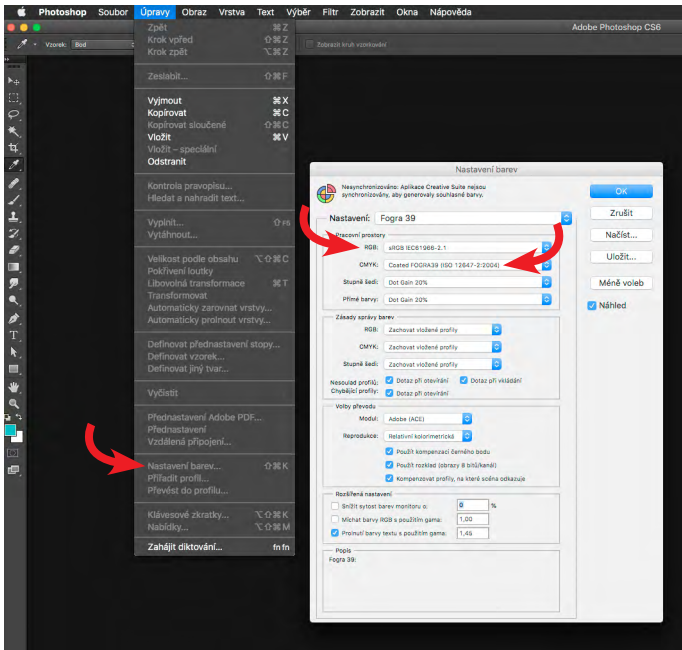 Photoshop Soubor Úpravy Obraz Vrstva Text Výběr Filtr Zobrazit Okna Nápověda
Adobe Photoshop CS6
Vzorek: Bod
Zobrazit kruh vzorkování
Zpět ⌘Z
Krok vpřed ⇧⌘Z
Krok zpět ⌥⌘Z
Zeslabit... ⇧⌘F
Vyjmout ⌘X
Kopírovat ⌘C
Kopírovat sloučené ⇧⌘C
Vložit ⌘V
Vložit – speciální
Odstranit
Kontrola pravopisu...
Hledat a nahradit text...
Vyplnit... ⇧F5
Vytáhnout...
Velikost podle obsahu ⌥⇧⌘C
Pokřivení loutky
Libovolná transformace ⌘T
Transformovat
Automaticky zarovnat vrstvy...
Automaticky prolnout vrstvy...
Definovat přednastavení stopy...
Definovat vzorek...
Definovat jiný tvar...
Vyčistit
Přednastavení Adobe PDF...
Přednastavení
Vzdálená připojení...
Nastavení barev... ⇧⌘K
Přiřadit profil...
Převést do profilu...
Klávesové zkratky... ⌥⇧⌘K
Nabídky... ⌥⇧⌘M
Zahájit diktování... fn fn
Nastavení barev
Nesynchronizováno: Aplikace Creative Suite nejsou
synchronizovány, aby generovaly souhlasné barvy.
Nastavení: Fogra 39
Pracovní prostory
RGB: sRGB IEC61966-2.1
CMYK: Coated FOGRA39 (ISO 12647-2:2004)
Stupně šedi: Dot Gain 20%
Přímé barvy: Dot Gain 20%
Zásady správy barev
RGB: Zachovat vložené profily
CMYK: Zachovat vložené profily
Stupně šedi: Zachovat vložené profily
Nesoulad profilů: Dotaz při otevírání Dotaz při vkládání
Chybějící profily: Dotaz při otevírání
Volby převodu
Modul: Adobe (ACE)
Reprodukce: Relativní kolorimetrická
Použít kompenzaci černého bodu
Použít rozklad (obrazy 8 bitů/kanál)
Kompenzovat profily, na které scéna odkazuje
Rozšířená nastavení
Snížit sytost barev monitoru o: 0 %
Míchat barvy RGB s použitím gama: 1,00
Prolnutí barvy textu s použitím gama: 1,45
Popis
Fogra 39:
OK
Zrušit
Načíst...
Uložit...
Méně voleb
Náhled